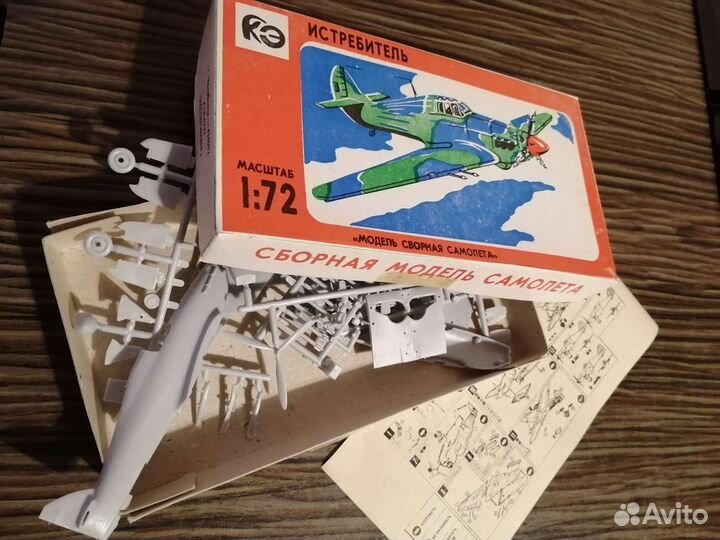 КЭ
ИСТРЕБИТЕЛЬ
МАСШТАБ
1:72
«МОДЕЛЬ СБОРНАЯ САМОЛЕТА»
СБОРНАЯ МОДЕЛЬ САМОЛЕТА
Avito